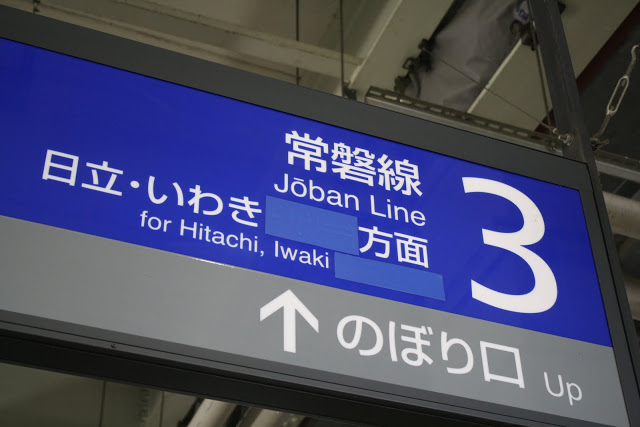 常磐線
Jōban Line
日立・いわき 方面
for Hitachi, Iwaki
3
↑ のぼり口 Up